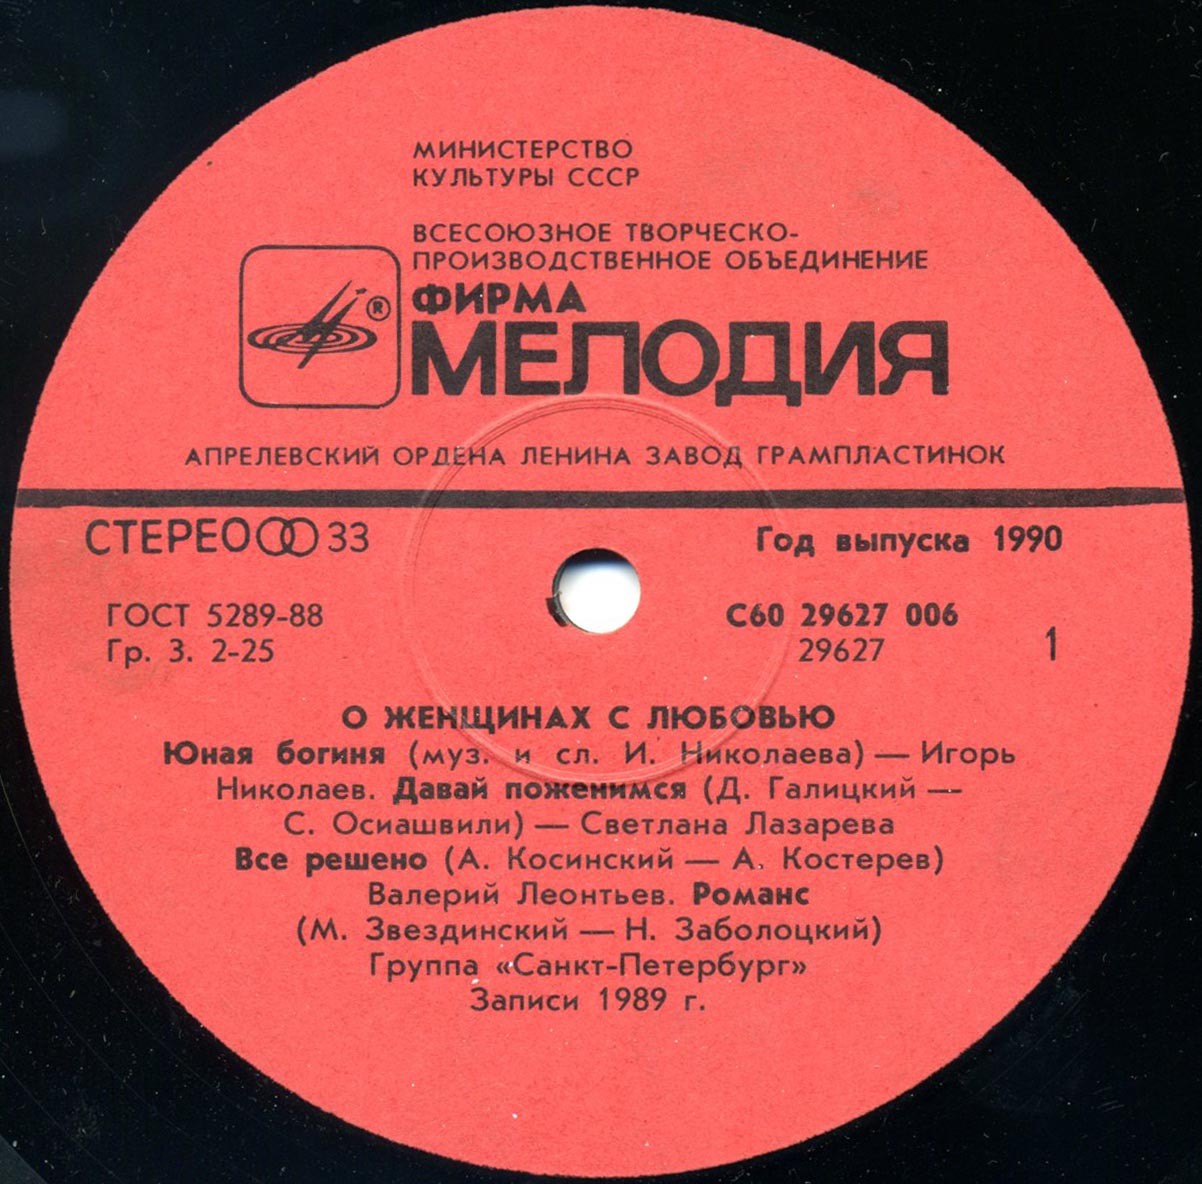 МИНИСТЕРСТВО
КУЛЬТУРЫ СССР
ВСЕСОЮЗНОЕ ТВОРЧЕСКО-
ПРОИЗВОДСТВЕННОЕ ОБЪЕДИНЕНИЕ
®
ФИРМА
МЕЛОДИЯ
АПРЕЛЕВСКИЙ ОРДЕНА ЛЕНИНА ЗАВОД ГРАМПЛАСТИНОК
СТЕРЕО 33
Год выпуска 1990
ГОСТ 5289-88
С60 29627 006
Гр. 3. 2-25
29627
1
О ЖЕНЩИНАХ С ЛЮБОВЬЮ
Юная богиня (муз. и сл. И. Николаева) — Игорь
Николаев. Давай поженимся (Д. Галицкий —
С. Осиашвили) — Светлана Лазарева
Все решено (А. Косинский — А. Костерев)
Валерий Леонтьев. Романс
(М. Звездинский — Н. Заболоцкий)
Группа «Санкт-Петербург»
Записи 1989 г.